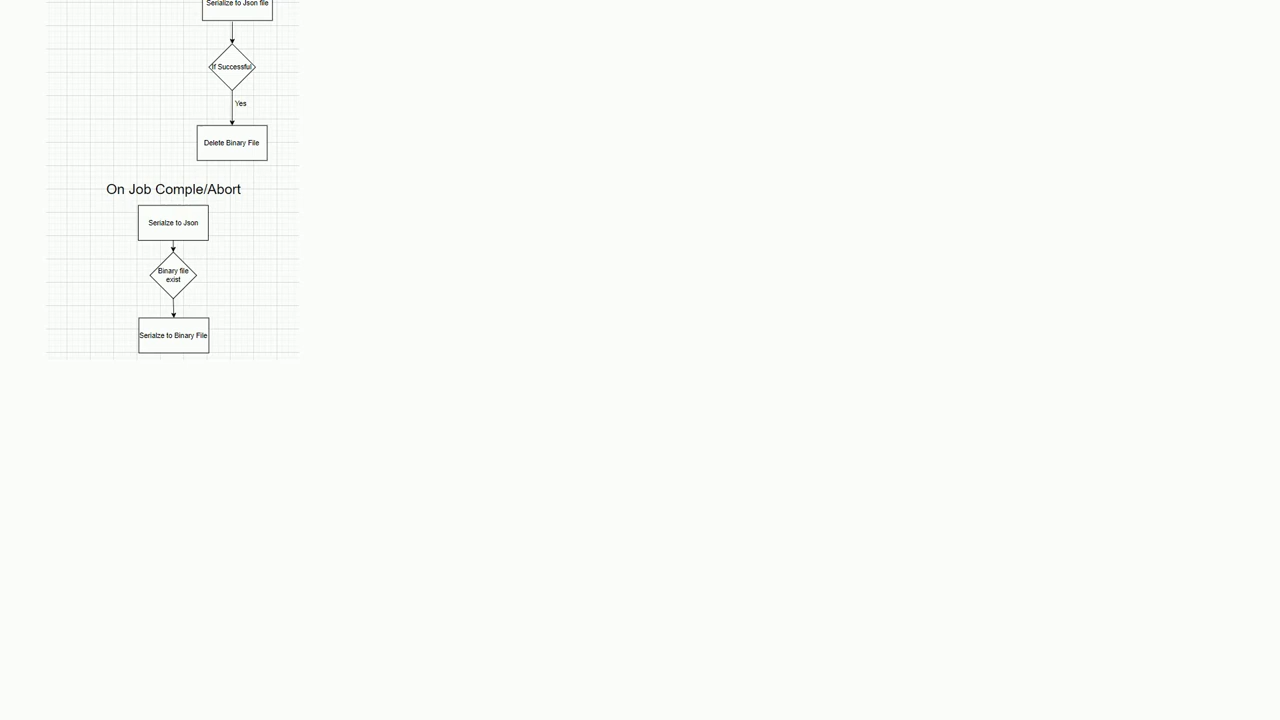 Serialize to Json file
If Successful
Yes
Delete Binary File
On Job Comple/Abort
Serialze to Json
Binary file
exist
Serialze to Binary File